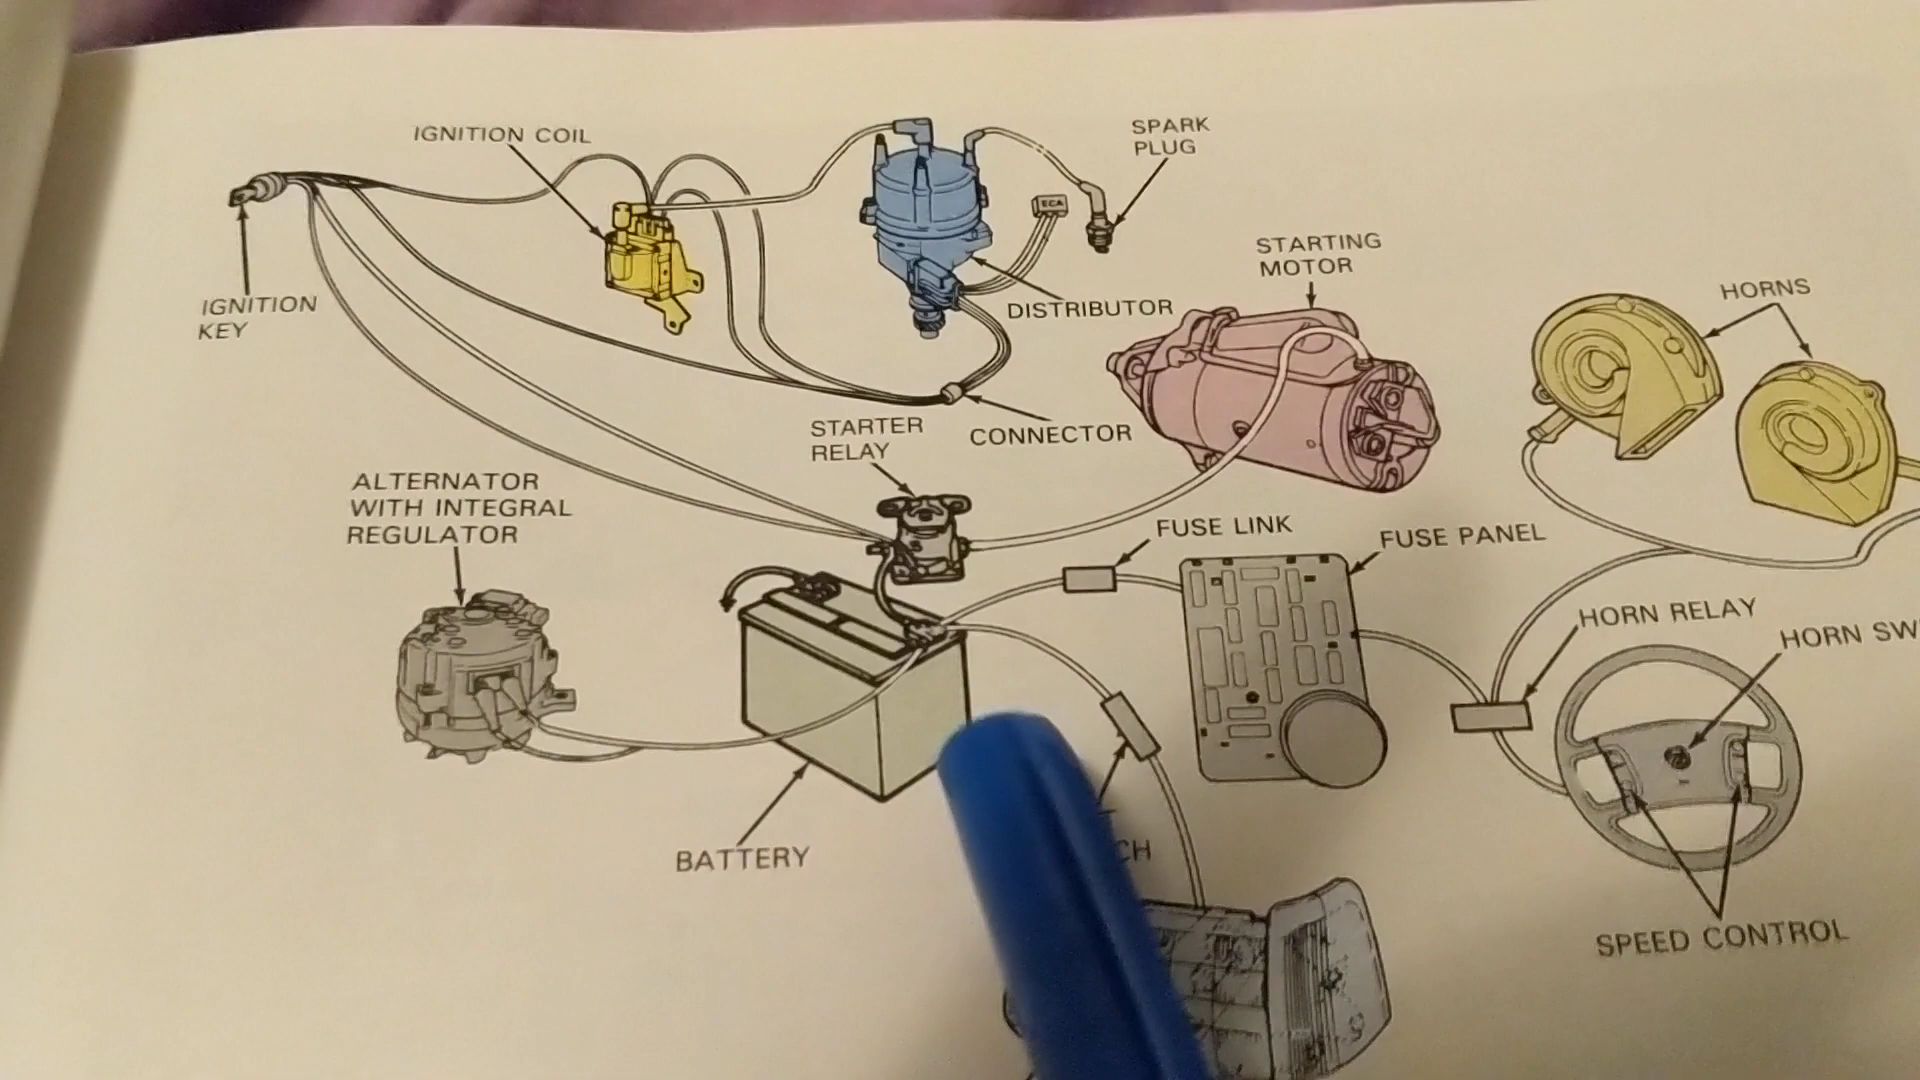 IGNITION COIL
SPARK
PLUG
ECA
IGNITION
KEY
DISTRIBUTOR
STARTING
MOTOR
HORNS
STARTER
RELAY
CONNECTOR
ALTERNATOR
WITH INTEGRAL
REGULATOR
FUSE LINK
FUSE PANEL
HORN RELAY
HORN SW
BATTERY
CH
SPEED CONTROL